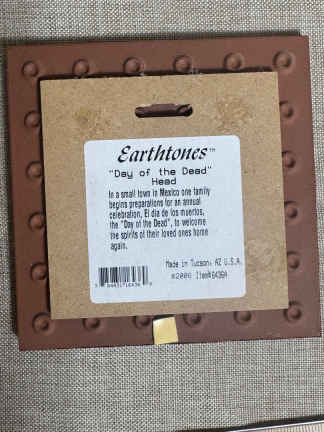 Earthtones™
"Day of the Dead"
Head
In a small town in Mexico one family
begins preparations for an annual
celebration, El dia de los muertos,
the "Day of the Dead", to welcome
the spirits of their loved ones home
again.
Made in Tucson, AZ U.S.A.
©2006 Item#6436A